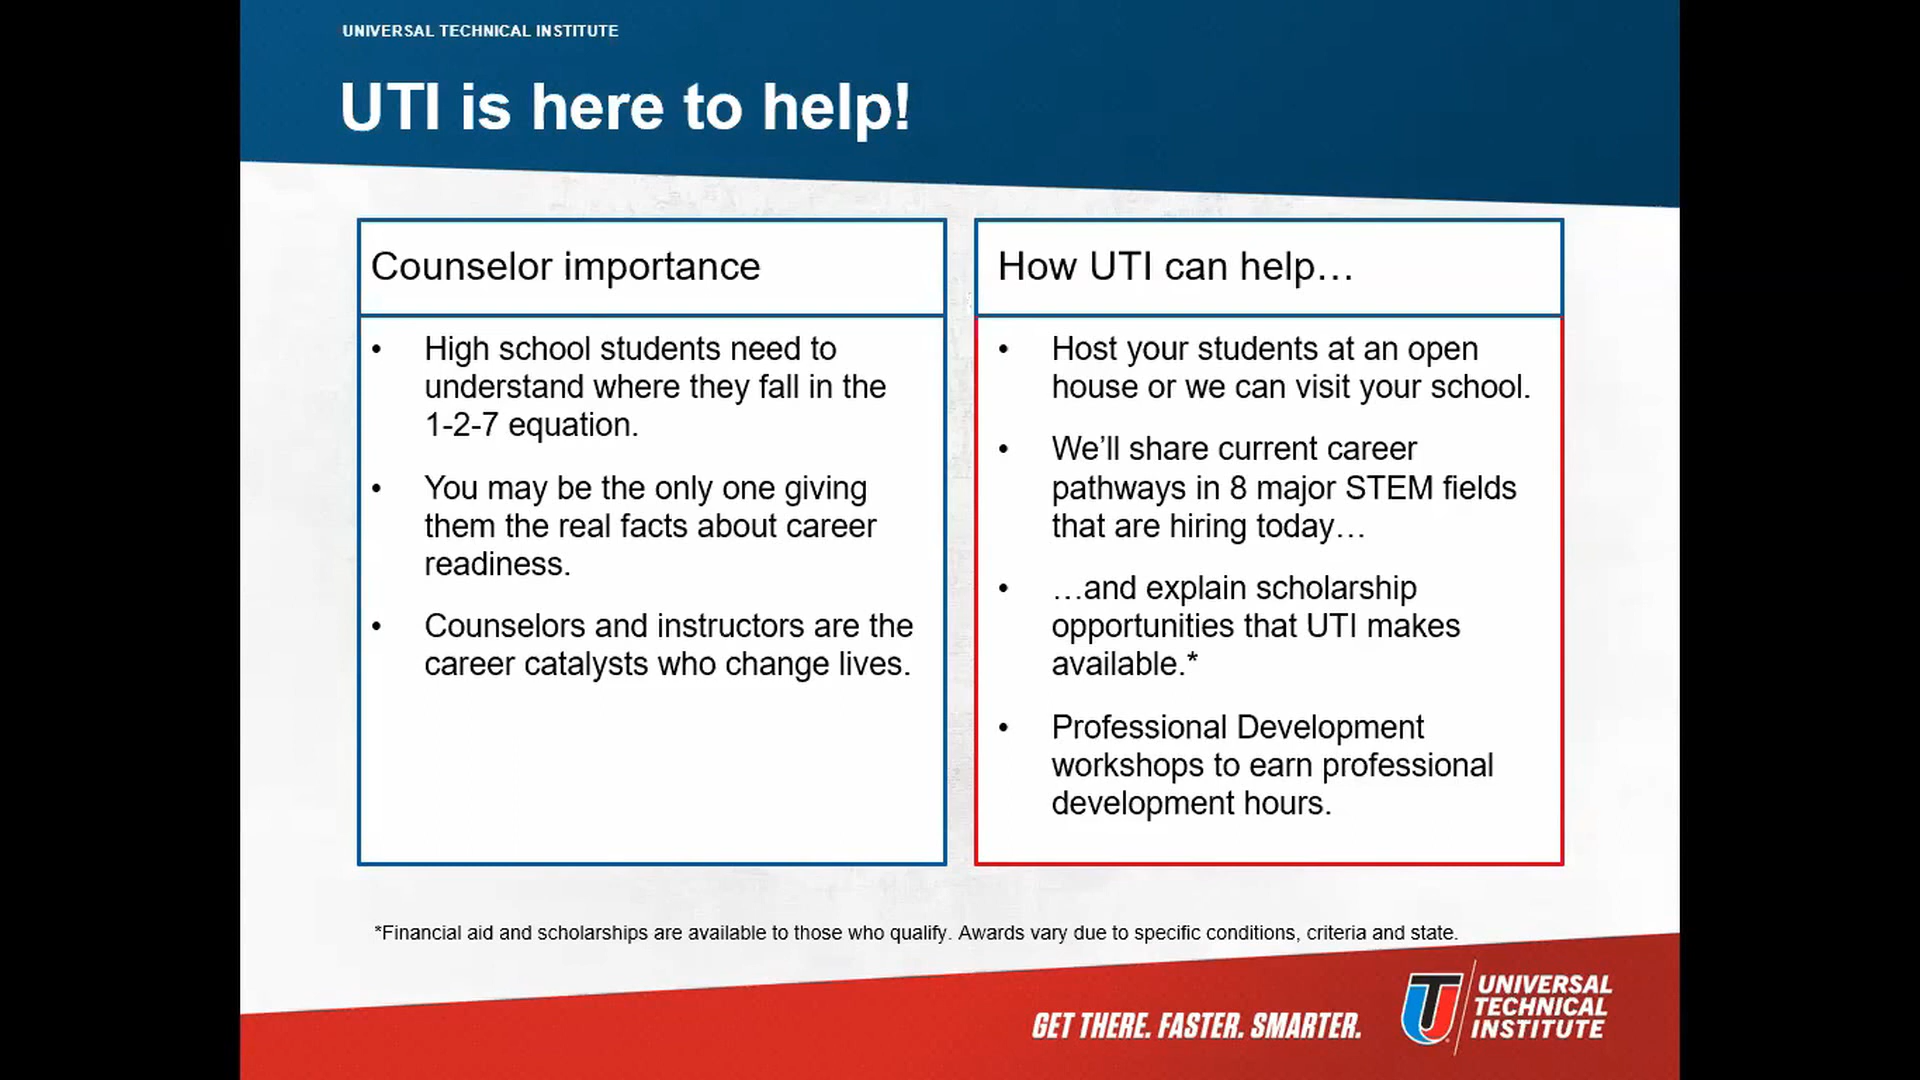 UNIVERSAL TECHNICAL INSTITUTE
UTI is here to help!
Counselor importance
• High school students need to
understand where they fall in the
1-2-7 equation.
• You may be the only one giving
them the real facts about career
readiness.
• Counselors and instructors are the
career catalysts who change lives.
How UTI can help…
• Host your students at an open
house or we can visit your school.
• We’ll share current career
pathways in 8 major STEM fields
that are hiring today…
• …and explain scholarship
opportunities that UTI makes
available.*
• Professional Development
workshops to earn professional
development hours.
*Financial aid and scholarships are available to those who qualify. Awards vary due to specific conditions, criteria and state.
GET THERE. FASTER. SMARTER.
UNIVERSAL
TECHNICAL
INSTITUTE